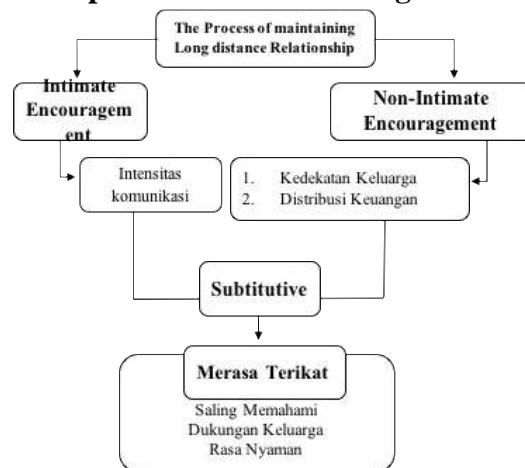 The Process of maintaining
Long distance Relationship
Intimate
Encouragem
ent
Non-Intimate
Encouragement
Intensitas
komunikasi
1. Kedekatan Keluarga
2. Distribusi Keuangan
Subtitutive
Merasa Terikat
Saling Memahami
Dukungan Keluarga
Rasa Nyaman